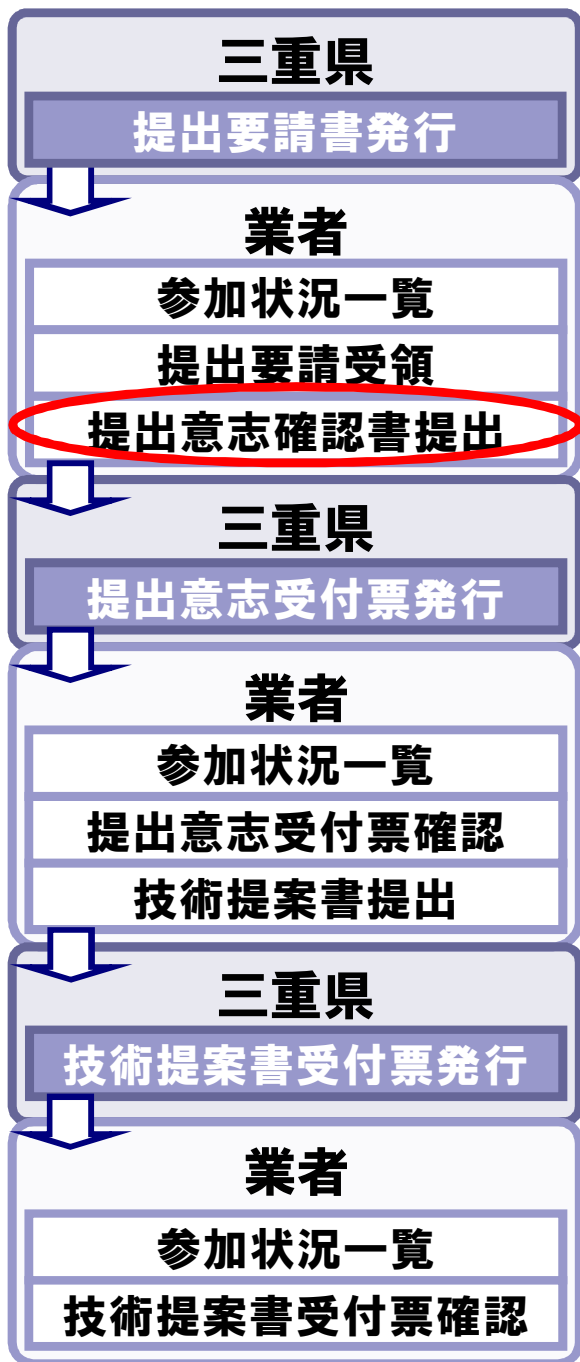 三重県
提出要請書発行
業者
参加状況一覧
提出要請受領
提出意志確認書提出
三重県
提出意志受付票発行
業者
参加状況一覧
提出意志受付票確認
技術提案書提出
三重県
技術提案書受付票発行
業者
参加状況一覧
技術提案書受付票確認